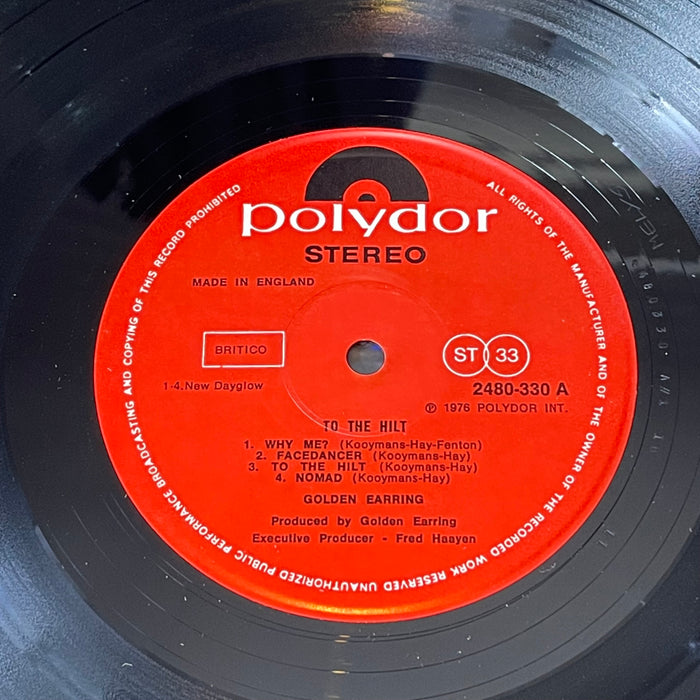 polydor
STEREO
MADE IN ENGLAND
BRITICO
ST 33
1-4.New Dayglow
2480-330 A
Ⓟ 1976 POLYDOR INT.
TO THE HILT
1. WHY ME? (Kooymans-Hay-Fenton)
2. FACEDANCER (Kooymans-Hay)
3. TO THE HILT (Kooymans-Hay)
4. NOMAD (Kooymans-Hay)
GOLDEN EARRING
Produced by Golden Earring
Executive Producer - Fred Haayen
ALL RIGHTS OF THE MANUFACTURER AND OF THE OWNER OF THE RECORDED WORK RESERVED UNAUTHORIZED PUBLIC PERFORMANCE BROADCASTING AND COPYING OF THIS RECORD PROHIBITED